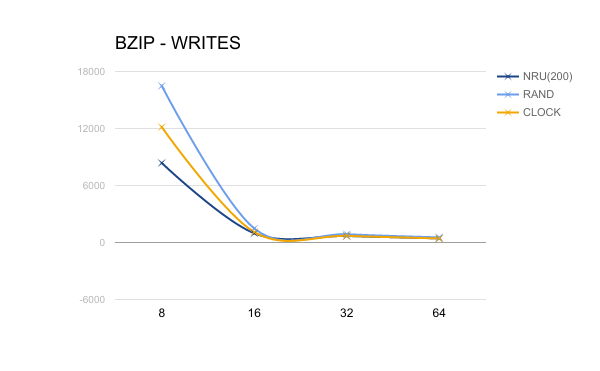 BZIP - WRITES
18000
12000
6000
0
-6000
8 16 32 64
NRU(200)
RAND
CLOCK